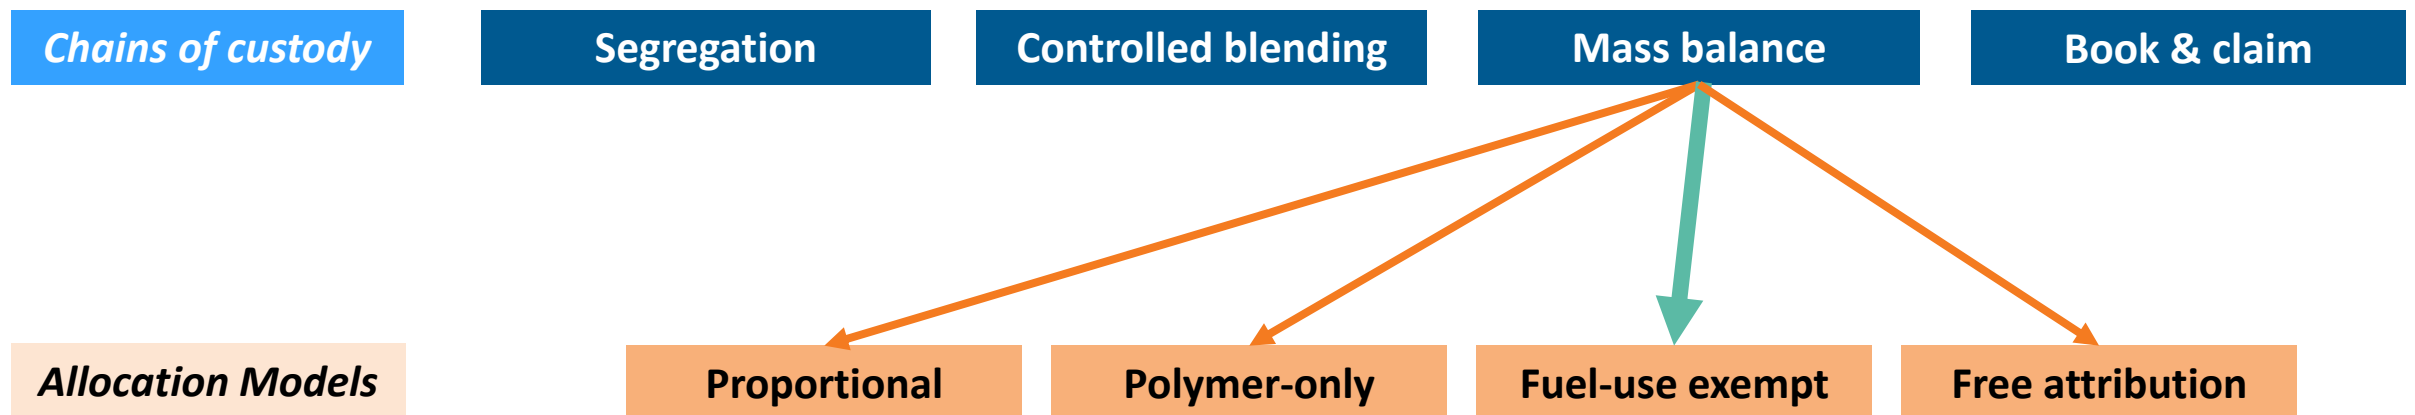 Chains of custody
Segregation
Controlled blending
Mass balance
Book & claim
Allocation Models
Proportional
Polymer-only
Fuel-use exempt
Free attribution